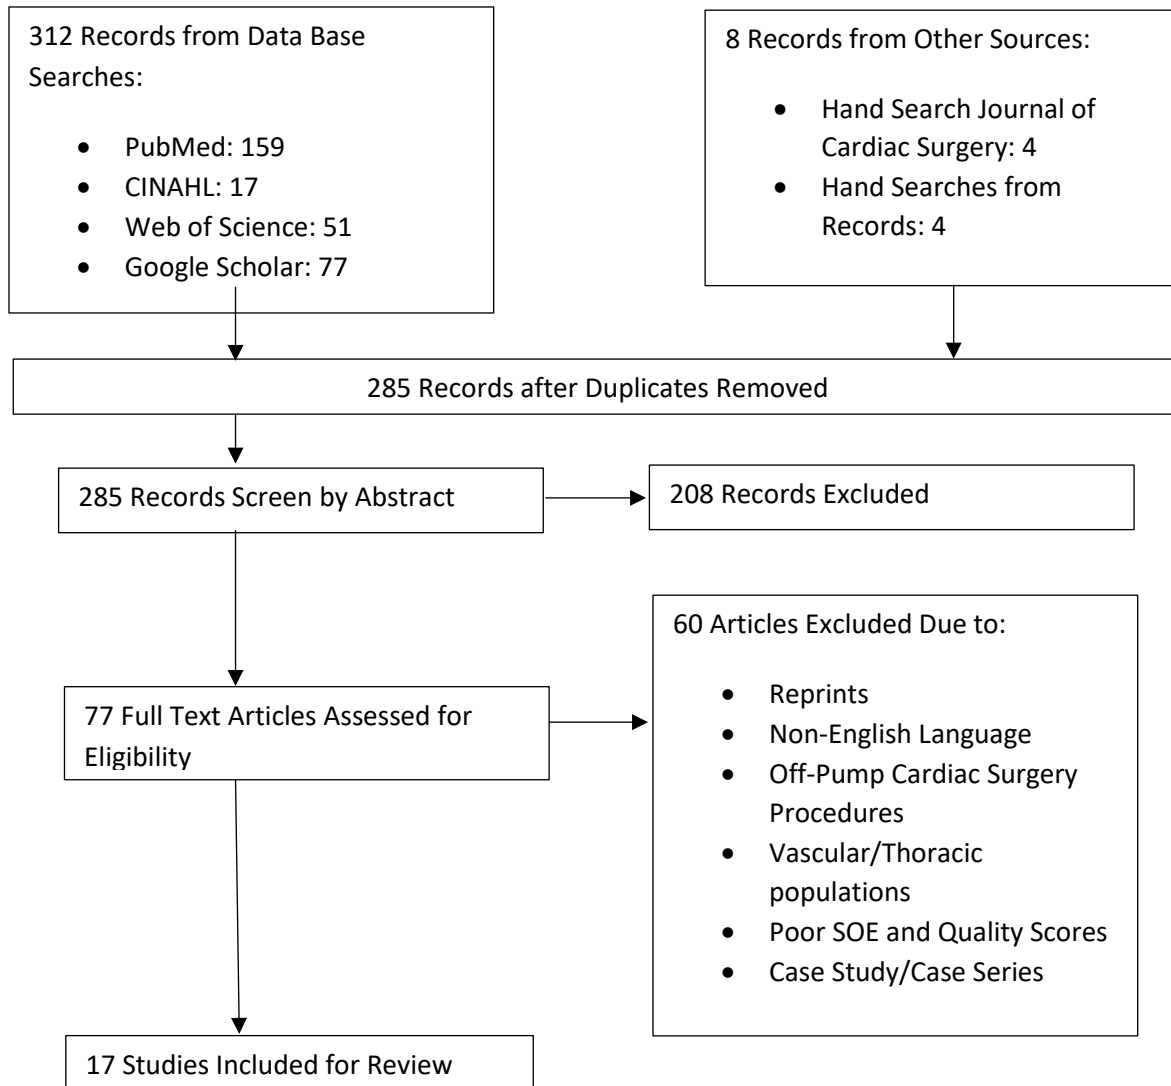 312 Records from Data Base
Searches:
• PubMed: 159
• CINAHL: 17
• Web of Science: 51
• Google Scholar: 77
8 Records from Other Sources:
• Hand Search Journal of
Cardiac Surgery: 4
• Hand Searches from
Records: 4
285 Records after Duplicates Removed
285 Records Screen by Abstract
208 Records Excluded
77 Full Text Articles Assessed for
Eligibility
60 Articles Excluded Due to:
• Reprints
• Non-English Language
• Off-Pump Cardiac Surgery
Procedures
• Vascular/Thoracic
populations
• Poor SOE and Quality Scores
• Case Study/Case Series
17 Studies Included for Review